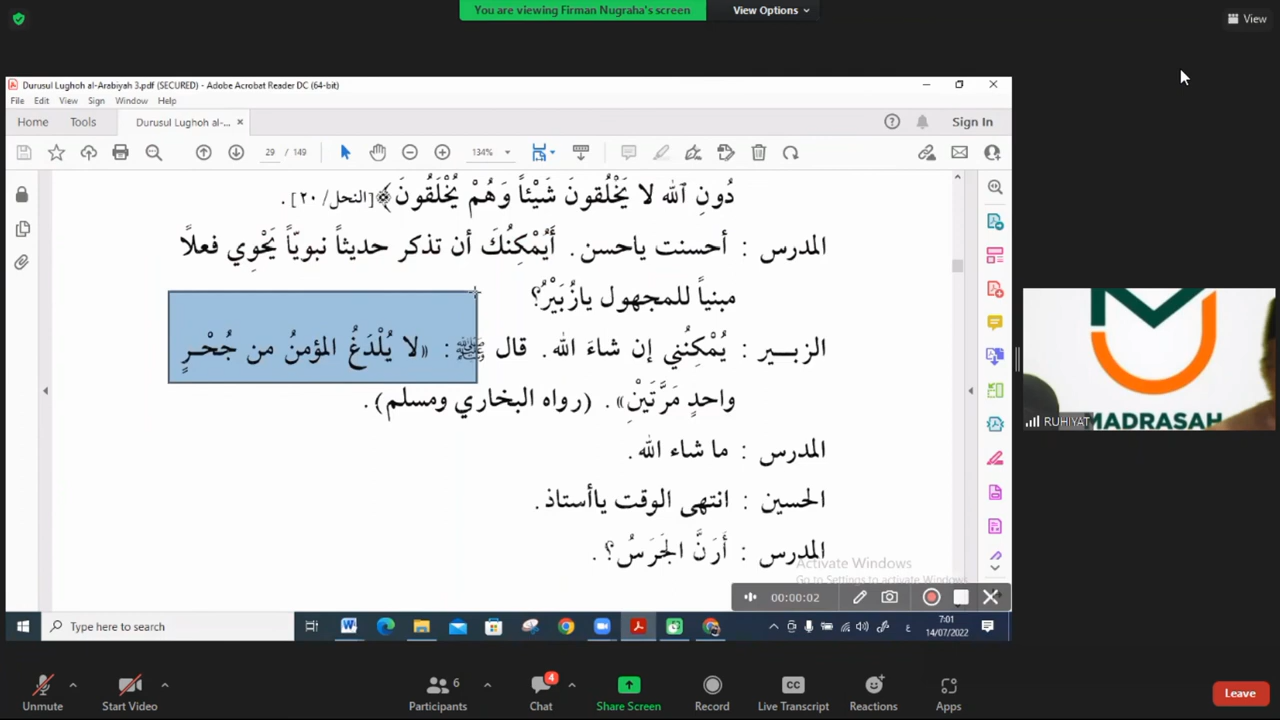 You are viewing Firman Nugraha's screen
View Options
View
Durusul Lughoh al-Arabiyah 3.pdf (SECURED) - Adobe Acrobat Reader DC (64-bit)
File Edit View Sign Window Help
Home Tools Durusul Lughoh al-... ×
Sign In
29 / 149
134%
دُونِ ٱللهِ لا يَخْلُقونَ شَيْئاً وَهُمْ يُخْلَقُونَ﴾ [النحل/ ٢٠] .
المدرس : أحسنت ياحسن. أَيُمْكِنُكَ أن تذكر حديثاً نبويّاً يَحْوِي فعلاً
مبنياً للمجهول يازُبَيْرُ؟
الزبـــير : يُمْكِنُني إن شاءَ الله. قال ﷺ : «لا يُلْدَغُ المؤمنُ من جُحْـرٍ
واحدٍ مَرَّتَيْنِ» . (رواه البخاري ومسلم) .
المدرس : ما شاء الله.
الحسين : انتهى الوقت ياأستاذ.
المدرس : أَرَنَّ الجَرَسُ؟ .
Activate Windows
Go to Settings to activate Windows
00:00:02
RUHIYAT
MADRASAH
Type here to search
7:01
14/07/2022
Unmute
Start Video
6
Participants
4
Chat
Share Screen
Record
CC
Live Transcript
Reactions
Apps
Leave